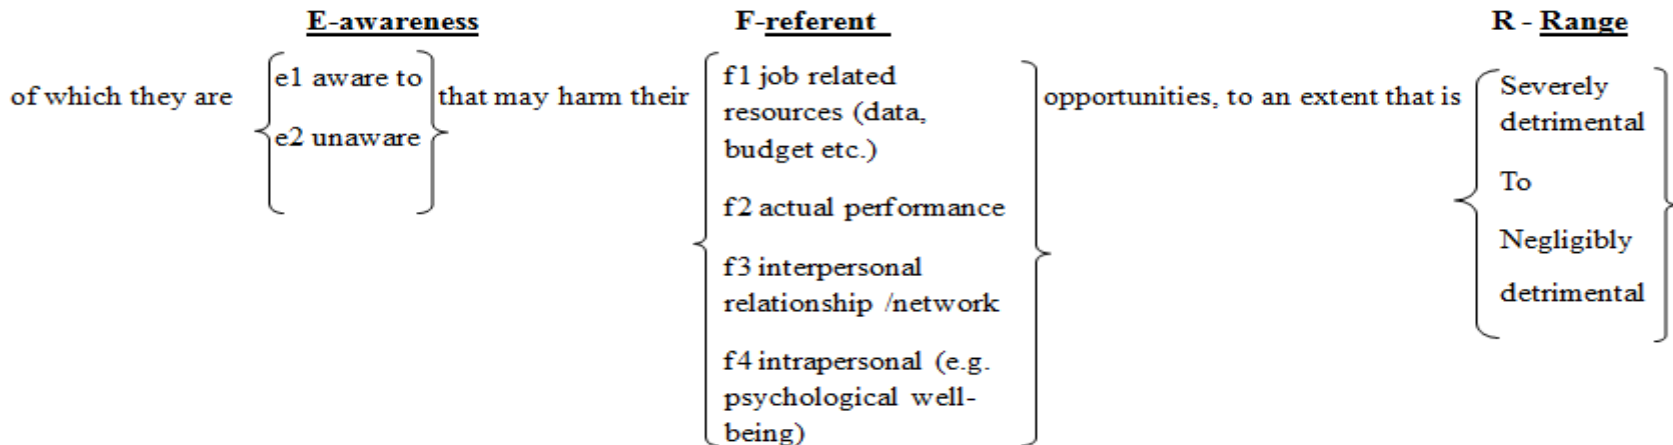 E-awareness
F-referent
R - Range
of which they are
e1 aware to
e2 unaware
that may harm their
f1 job related
resources (data,
budget etc.)
f2 actual performance
f3 interpersonal
relationship /network
f4 intrapersonal (e.g.
psychological well-
being)
opportunities, to an extent that is
Severely
detrimental
To
Negligibly
detrimental